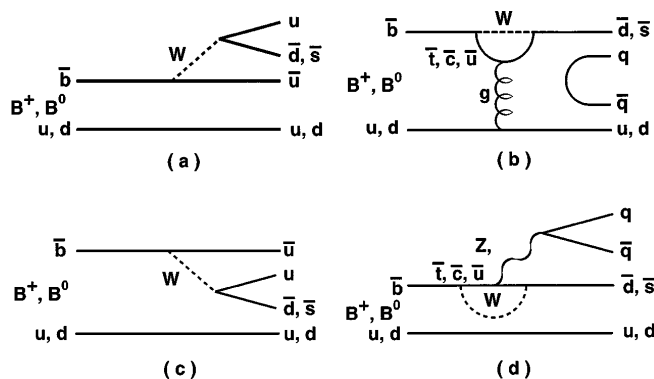 u
W
d̅, s̅
b̅
u̅
B⁺, B⁰
u, d
u, d
( a )
b̅
W
d̅, s̅
t̅, c̅, u̅
q
B⁺, B⁰
g
q̅
u, d
u, d
( b )
b̅
u̅
W
u
B⁺, B⁰
d̅, s̅
u, d
u, d
( c )
q
Z,
q̅
t̅, c̅, u̅
b̅
W
d̅, s̅
B⁺, B⁰
u, d
u, d
( d )